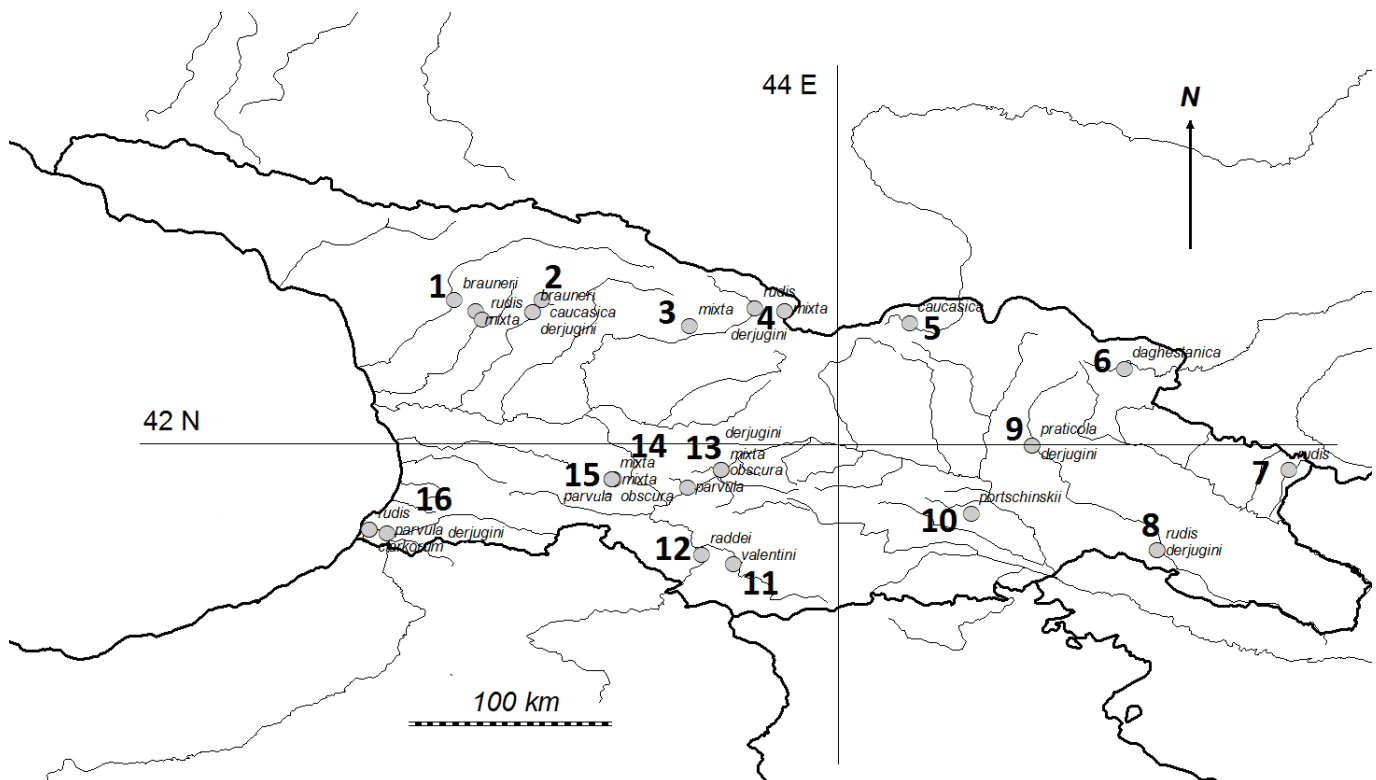 44 E
N
1
brauneri
rudis
mixta
2
brauneri
caucasica
derjugini
3
mixta
rudis
4
mixta
derjugini
caucasica
5
6
daghestanica
42 N
9
praticola
derjugini
7
rudis
14
13
derjugini
mixta
obscura
parvula
15
mixta
mixta
parvula
obscura
10
portschinskii
16
rudis
parvula
derjugini
clarkorum
12
raddei
valentini
11
8
rudis
derjugini
100 km